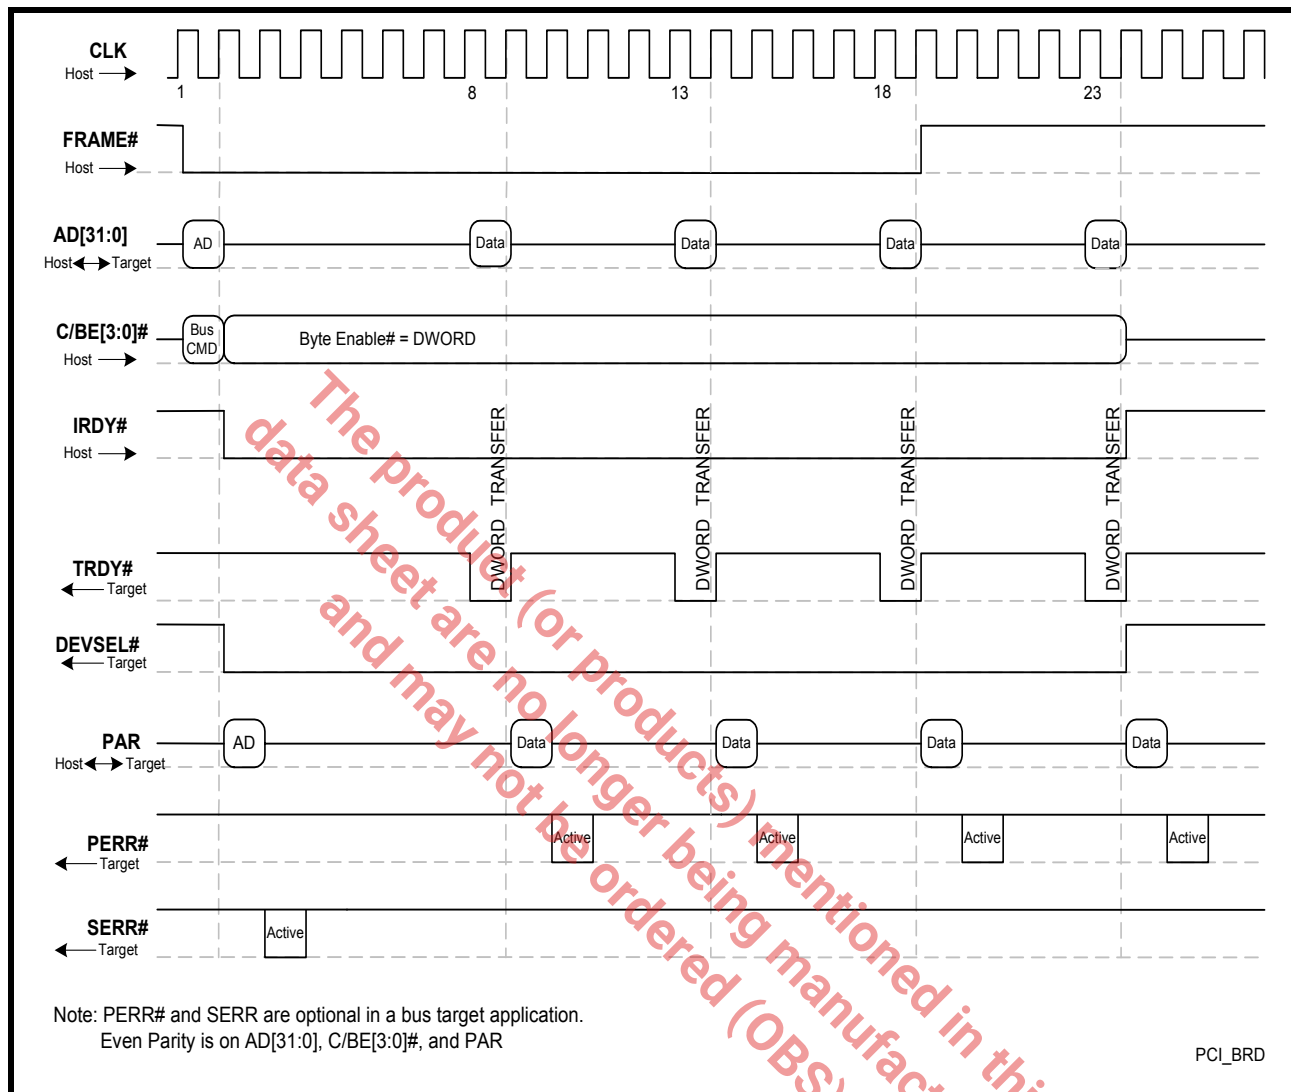 CLK
Host
1 8 13 18 23
FRAME#
Host
AD[31:0]
Host Target
AD Data Data Data Data
C/BE[3:0]#
Host
Bus
CMD
Byte Enable# = DWORD
IRDY#
Host
DWORD TRANSFER
DWORD TRANSFER
DWORD TRANSFER
DWORD TRANSFER
TRDY#
Target
DEVSEL#
Target
PAR
Host Target
AD Data Data Data Data
PERR#
Target
Active Active Active Active
SERR#
Target
Active
The product (or products) mentioned in this
data sheet are no longer being manufact
and may not be ordered (OBS)
Note: PERR# and SERR are optional in a bus target application.
Even Parity is on AD[31:0], C/BE[3:0]#, and PAR
PCI_BRD